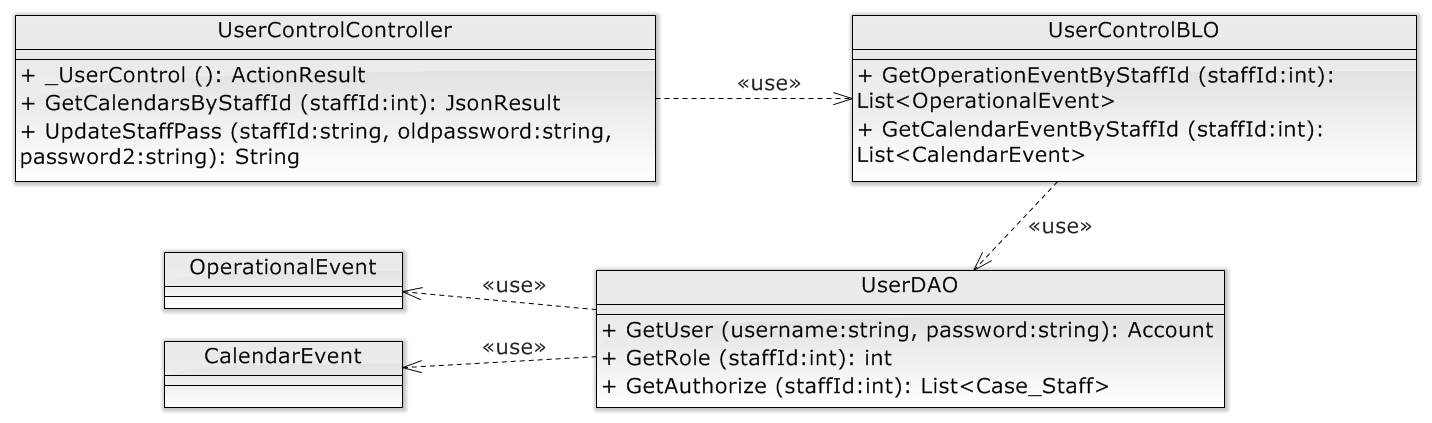 UserControlController
+ _UserControl (): ActionResult
+ GetCalendarsByStaffId (staffId:int): JsonResult
+ UpdateStaffPass (staffId:string, oldpassword:string,
password2:string): String
«use»
UserControlBLO
+ GetOperationEventByStaffId (staffId:int):
List<OperationalEvent>
+ GetCalendarEventByStaffId (staffId:int):
List<CalendarEvent>
«use»
OperationalEvent
«use»
CalendarEvent
«use»
UserDAO
+ GetUser (username:string, password:string): Account
+ GetRole (staffId:int): int
+ GetAuthorize (staffId:int): List<Case_Staff>